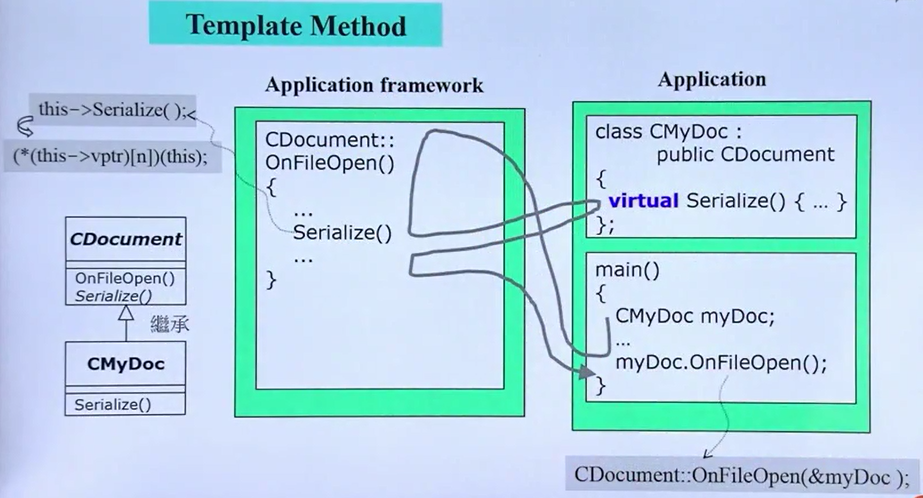 Template Method
Application framework
Application
this->Serialize( );
(*(this->vptr)[n])(this);
CDocument
OnFileOpen()
Serialize()
繼承
CMyDoc
Serialize()
CDocument::
OnFileOpen()
{
...
Serialize()
...
}
class CMyDoc :
public CDocument
{
virtual Serialize() { ... }
};
main()
{
CMyDoc myDoc;
...
myDoc.OnFileOpen();
}
CDocument::OnFileOpen(&myDoc );